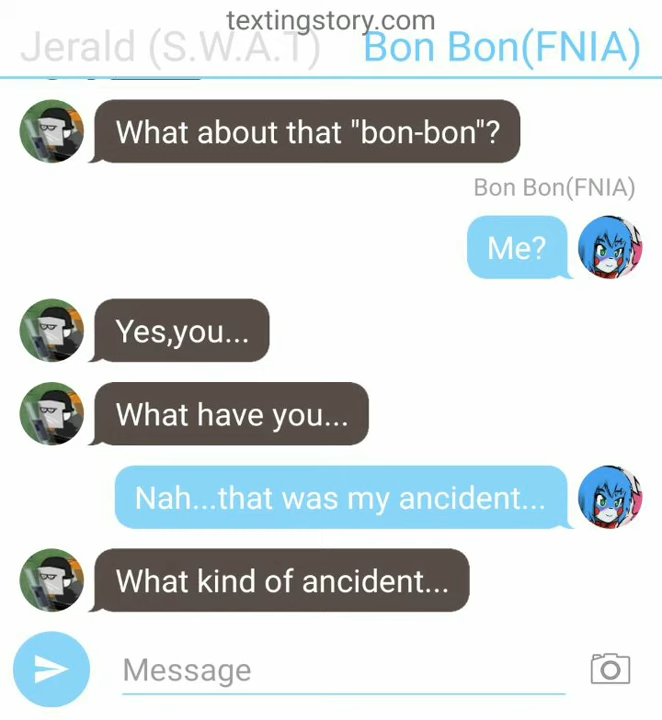 textingstory.com
Jerald (S.W.A.T) Bon Bon(FNIA)
What about that "bon-bon"?
Bon Bon(FNIA)
Me?
Yes,you...
What have you...
Nah...that was my ancident...
What kind of ancident...
Message